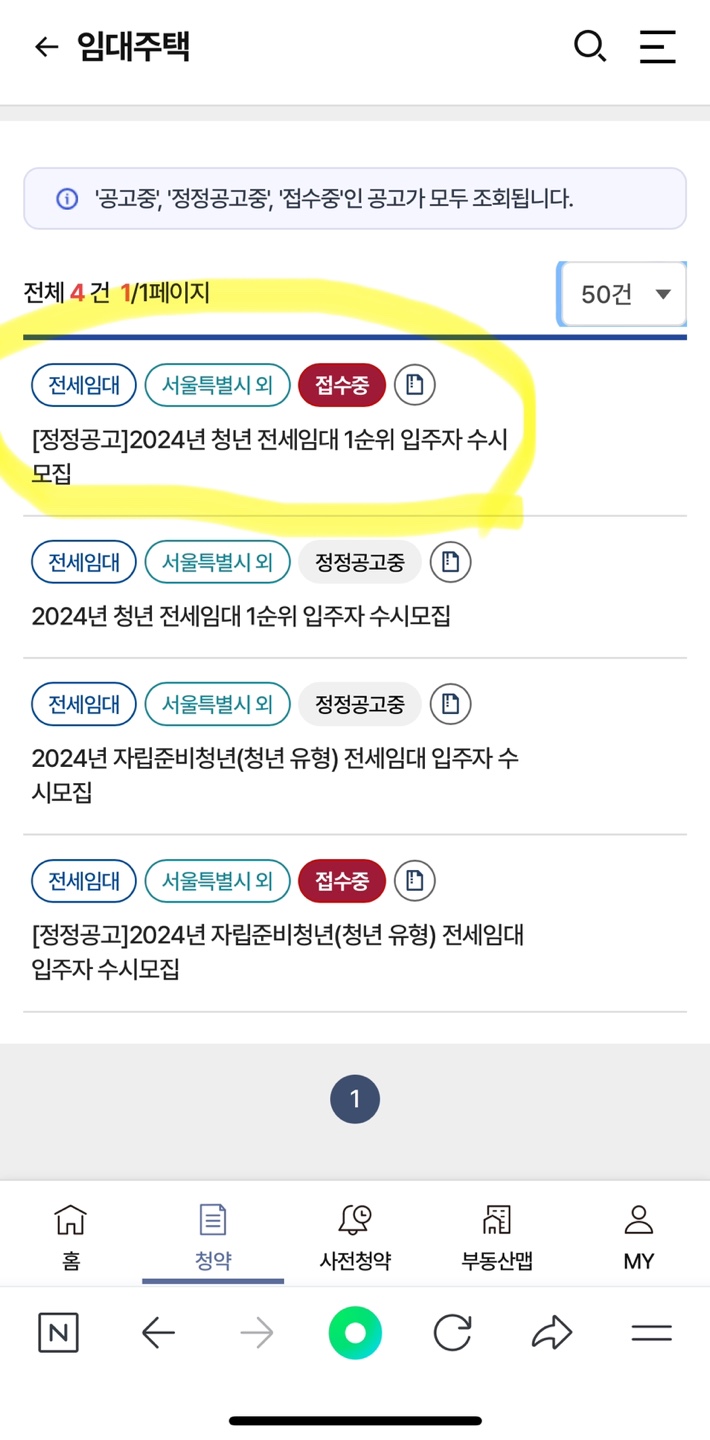 임대주택
'공고중', '정정공고중', '접수중'인 공고가 모두 조회됩니다.
전체 4 건 1/1페이지
50건
전세임대 서울특별시 외 접수중
[정정공고]2024년 청년 전세임대 1순위 입주자 수시
모집
전세임대 서울특별시 외 정정공고중
2024년 청년 전세임대 1순위 입주자 수시모집
전세임대 서울특별시 외 정정공고중
2024년 자립준비청년(청년 유형) 전세임대 입주자 수
시모집
전세임대 서울특별시 외 접수중
[정정공고]2024년 자립준비청년(청년 유형) 전세임대
입주자 수시모집
1
홈 청약 사전청약 부동산맵 MY
N